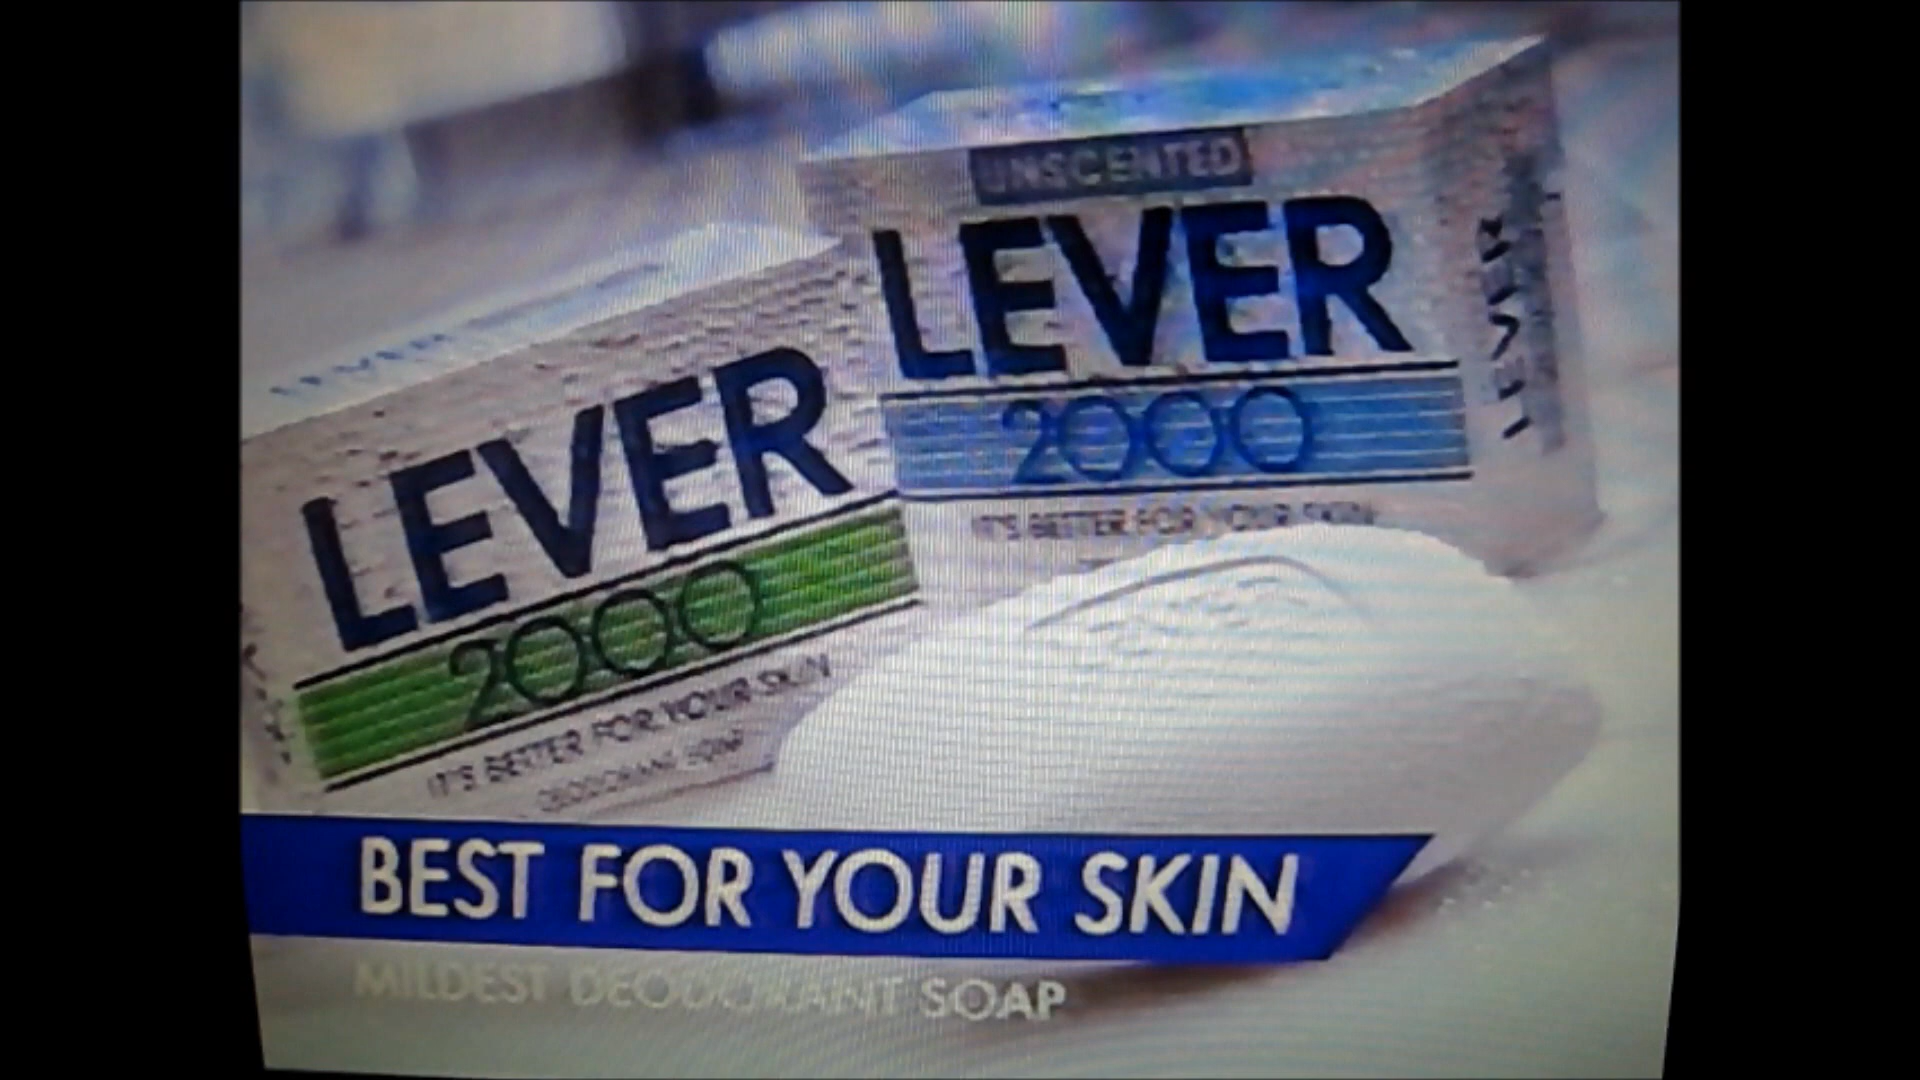 UNSCENTED
LEVER
2000
IT'S BETTER FOR YOUR SKIN
LEVER
LEVER
LEVER
2000
IT'S BETTER FOR YOUR SKIN
DEODORANT SOAP
BEST FOR YOUR SKIN
MILDEST DEODORANT SOAP